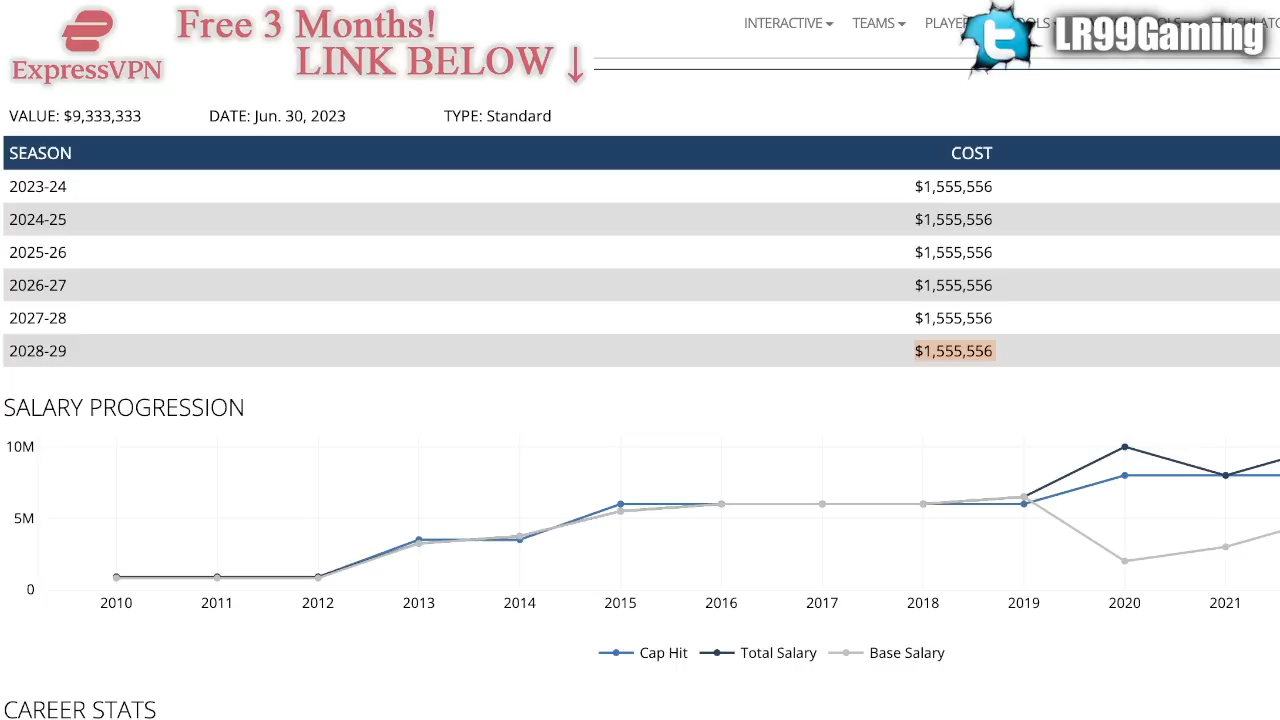 ExpressVPN
Free 3 Months!
LINK BELOW ↓
INTERACTIVE TEAMS
LR99Gaming
VALUE: $9,333,333 DATE: Jun. 30, 2023 TYPE: Standard
SEASON COST
2023-24 $1,555,556
2024-25 $1,555,556
2025-26 $1,555,556
2026-27 $1,555,556
2027-28 $1,555,556
2028-29 $1,555,556
SALARY PROGRESSION
10M
5M
0
2010 2011 2012 2013 2014 2015 2016 2017 2018 2019 2020 2021
Cap Hit Total Salary Base Salary
CAREER STATS